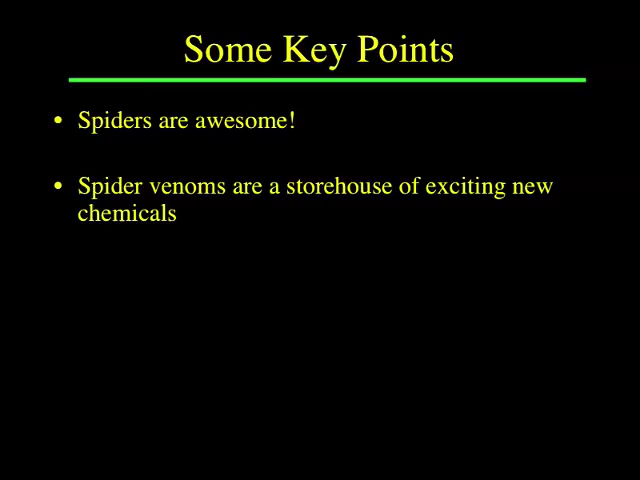 Some Key Points
• Spiders are awesome!
• Spider venoms are a storehouse of exciting new
chemicals